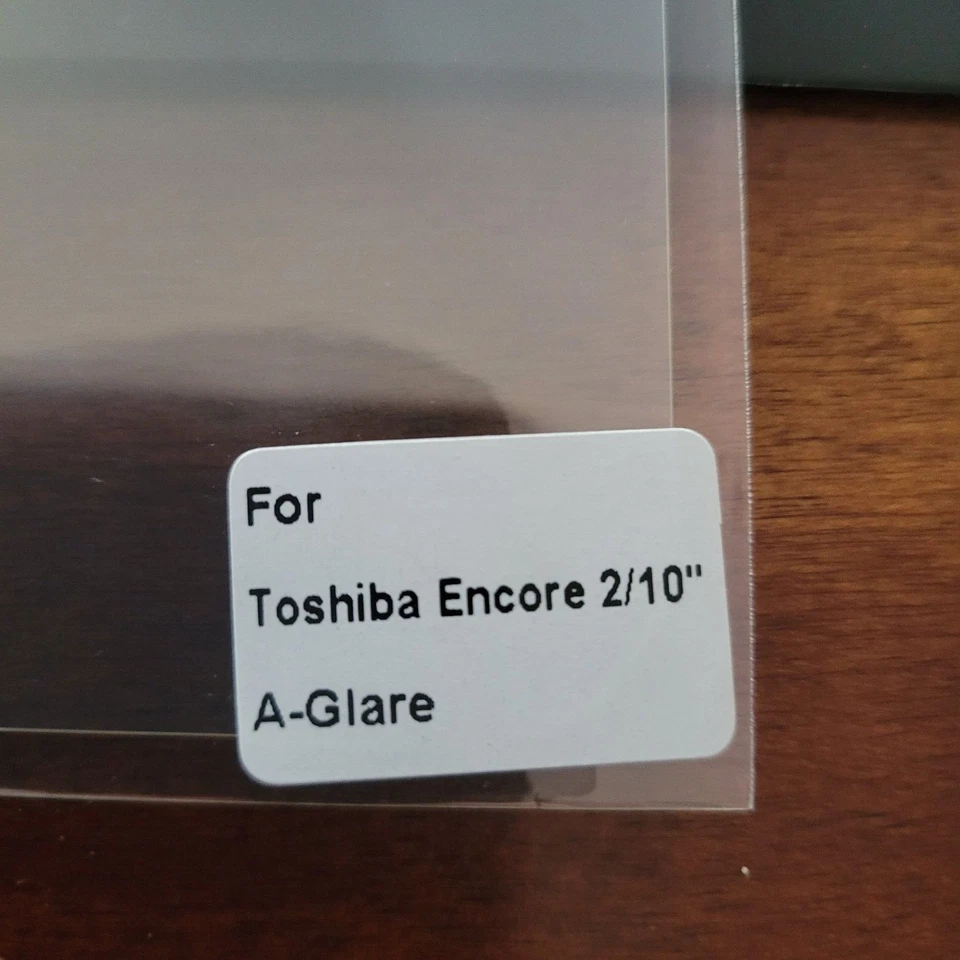 For
Toshiba Encore 2/10"
A-Glare